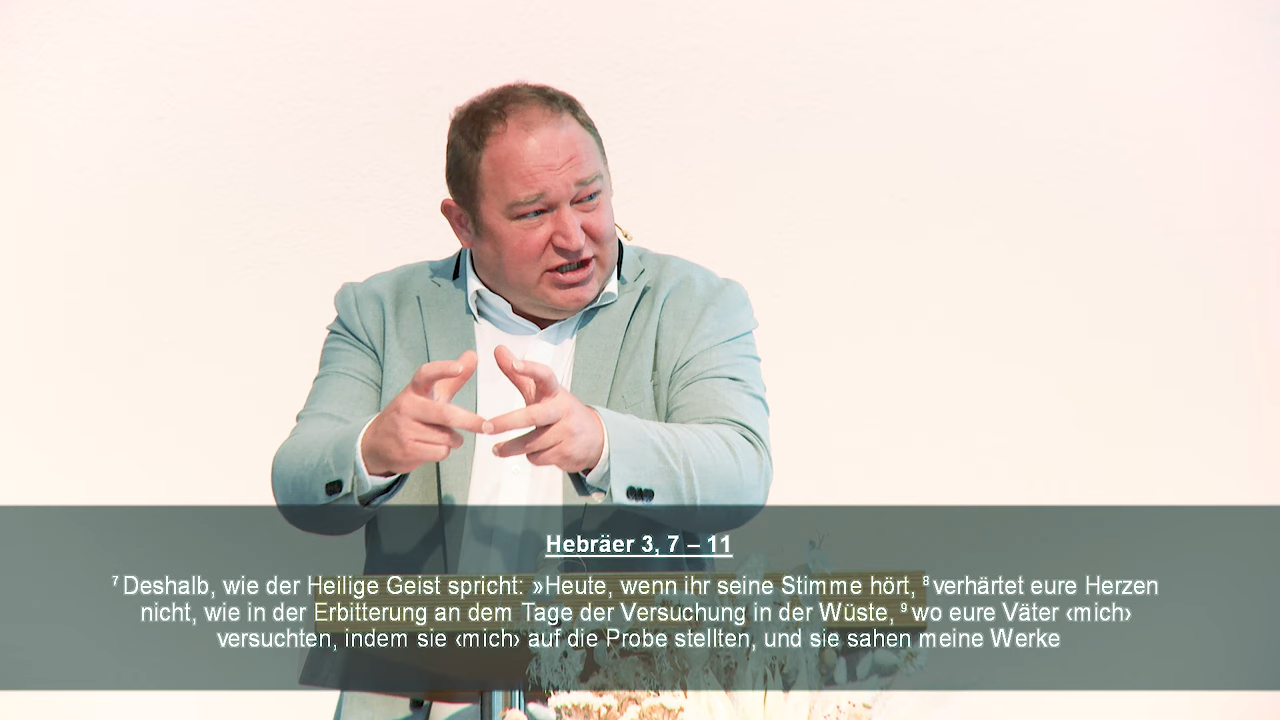 Hebräer 3, 7 – 11
⁷ Deshalb, wie der Heilige Geist spricht: »Heute, wenn ihr seine Stimme hört, ⁸ verhärtet eure Herzen
nicht, wie in der Erbitterung an dem Tage der Versuchung in der Wüste, ⁹ wo eure Väter ‹mich›
versuchten, indem sie ‹mich› auf die Probe stellten, und sie sahen meine Werke